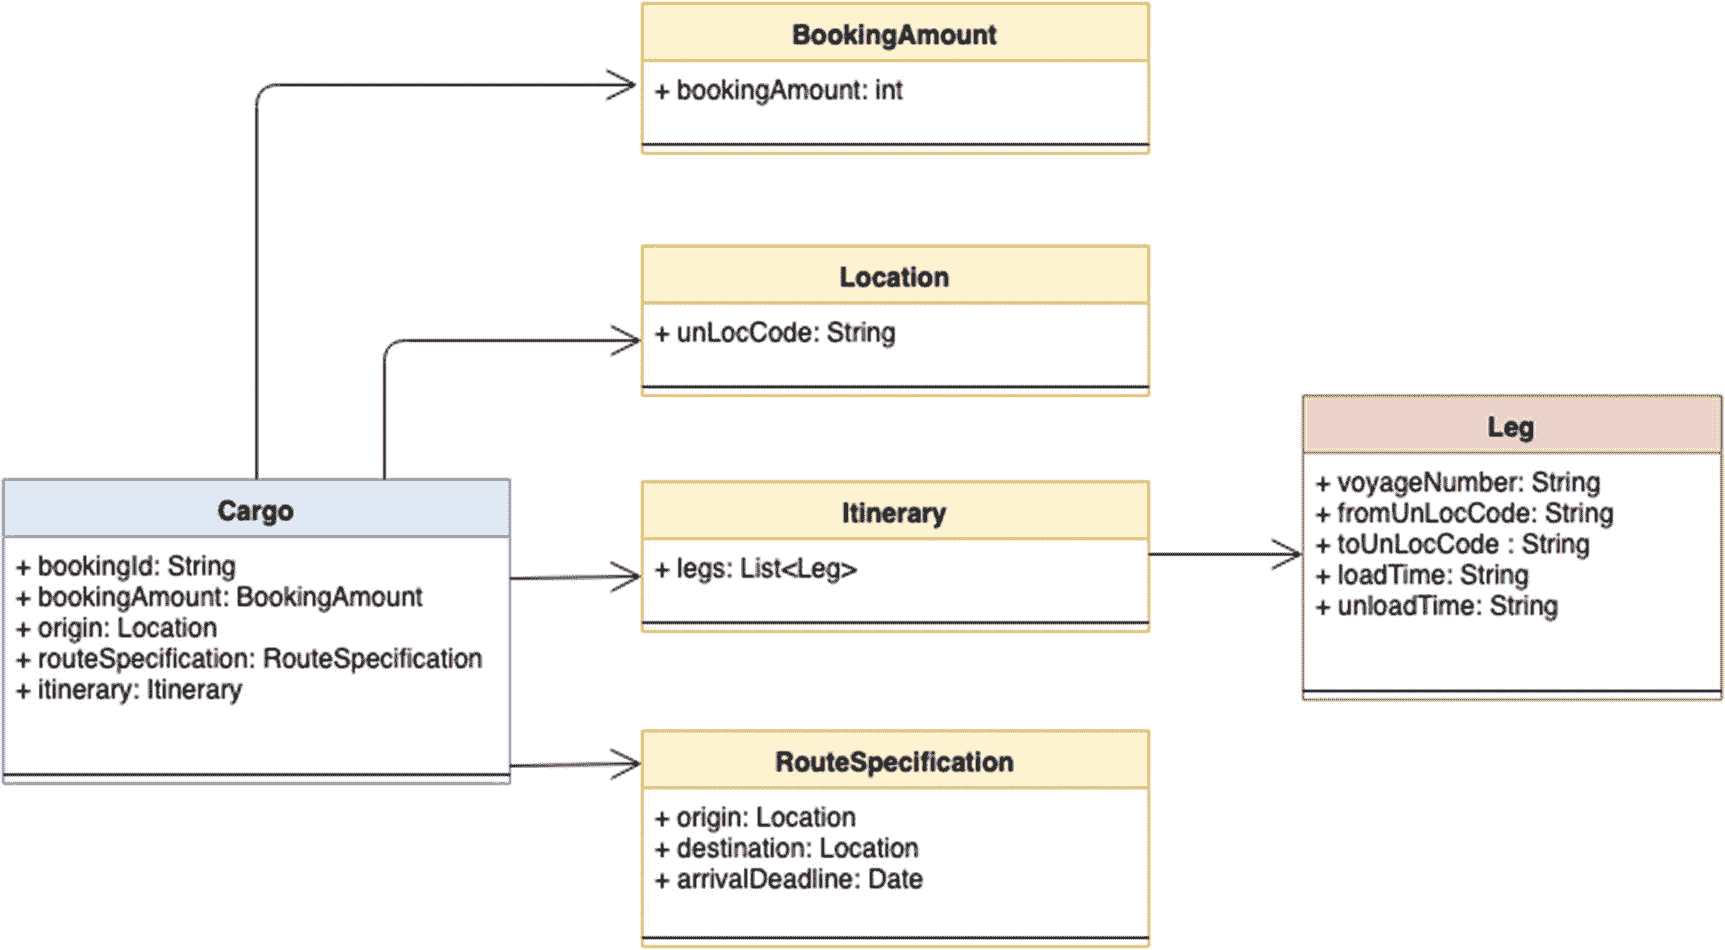 BookingAmount
+ bookingAmount: int
Location
+ unLocCode: String
Cargo
+ bookingId: String
+ bookingAmount: BookingAmount
+ origin: Location
+ routeSpecification: RouteSpecification
+ itinerary: Itinerary
Itinerary
+ legs: List<Leg>
Leg
+ voyageNumber: String
+ fromUnLocCode: String
+ toUnLocCode : String
+ loadTime: String
+ unloadTime: String
RouteSpecification
+ origin: Location
+ destination: Location
+ arrivalDeadline: Date